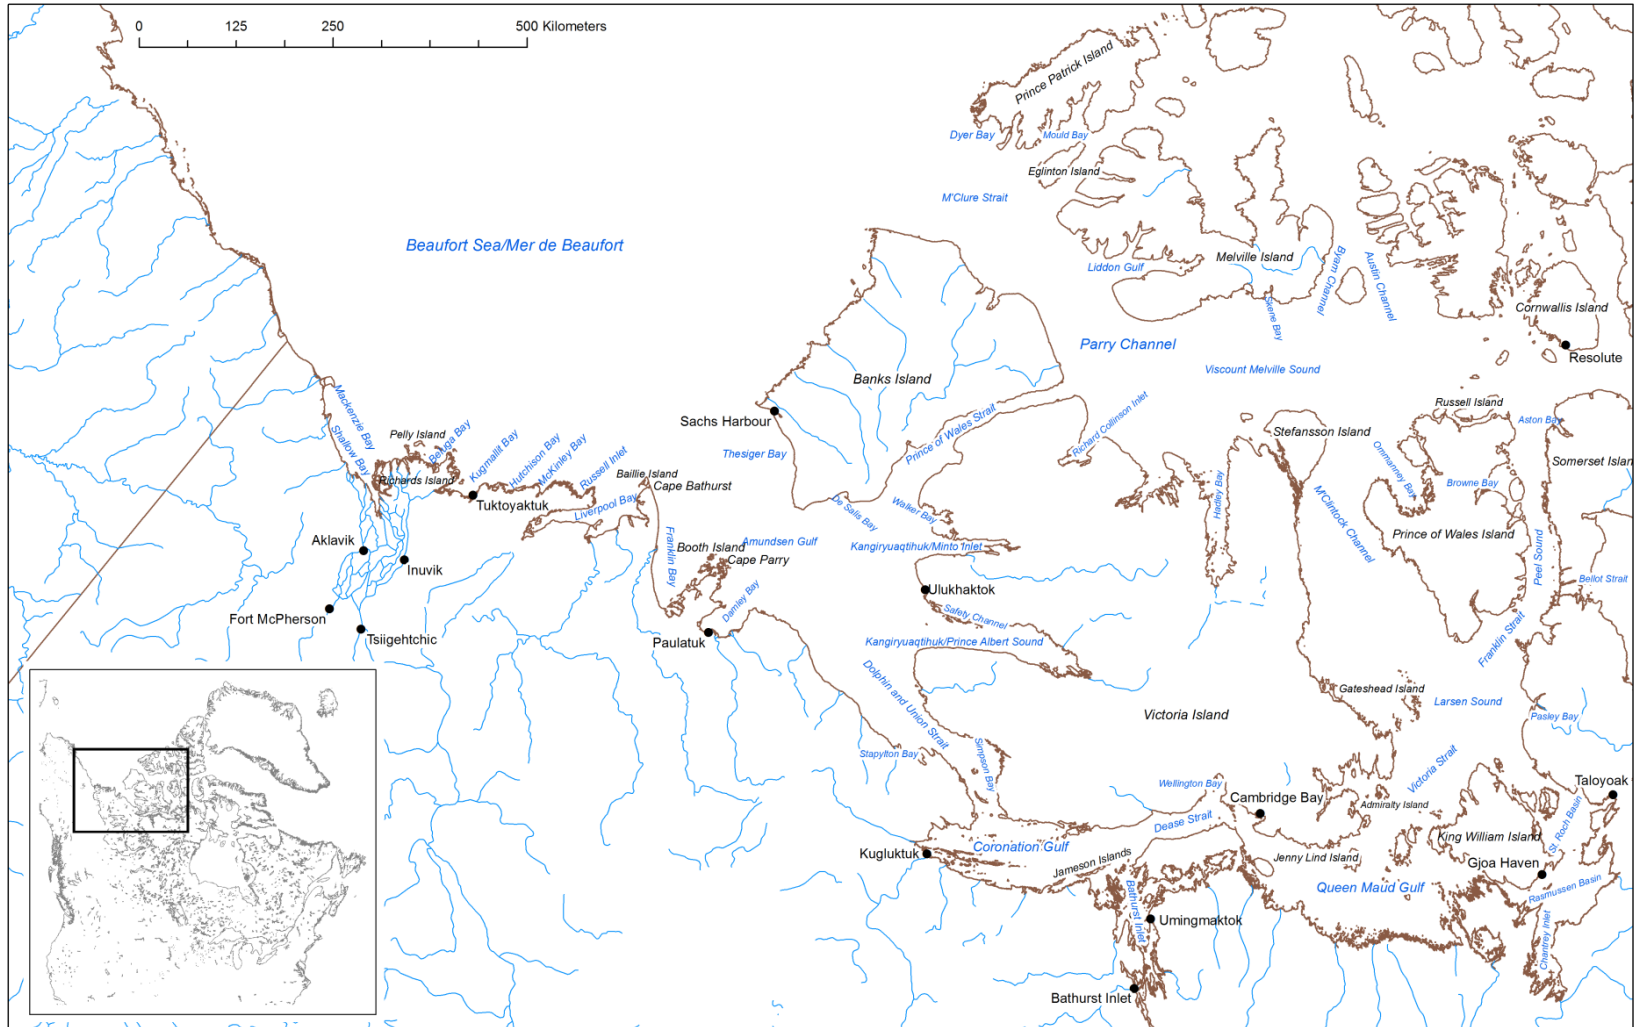 0 125 250 500 Kilometers
Prince Patrick Island
Dyer Bay
Mould Bay
Eglinton Island
M'Clure Strait
Beaufort Sea/Mer de Beaufort
Liddon Gulf
Melville Island
Byam Channel
Austin Channel
Skene Bay
Cornwallis Island
Resolute
Parry Channel
Viscount Melville Sound
Banks Island
Sachs Harbour
Prince of Wales Strait
Richard Collinson Inlet
Russell Island
Aston Bay
Stefansson Island
Somerset Islan
Mackenzie Bay
Shallow Bay
Pelly Island
Beluga Bay
Kugmallit Bay
Hutchison Bay
McKinley Bay
Russell Inlet
Richards Island
Tuktoyaktuk
Liverpool Bay
Baillie Island
Cape Bathurst
Thesiger Bay
De Salis Bay
Walker Bay
Hadley Bay
M'Clintock Channel
Ommanney Bay
Browne Bay
Prince of Wales Island
Peel Sound
Bellot Strait
Aklavik
Inuvik
Franklin Bay
Booth Island
Amundsen Gulf
Cape Parry
Kangiryuaqtihuk/Minto Inlet
Ulukhaktok
Safety Channel
Fort McPherson
Tsiigehtchic
Paulatuk
Darnley Bay
Kangiryuaqtihuk/Prince Albert Sound
Franklin Strait
Dolphin and Union Strait
Gateshead Island
Larsen Sound
Victoria Island
Pasley Bay
Stapylton Bay
Simpson Bay
Victoria Strait
Wellington Bay
Cambridge Bay
Admiralty Island
Taloyoak
Dease Strait
St. Roch Basin
King William Island
Kugluktuk
Coronation Gulf
Jameson Islands
Jenny Lind Island
Gjoa Haven
Queen Maud Gulf
Rasmussen Basin
Bathurst Inlet
Umingmaktok
Chantrey Inlet
Bathurst Inlet